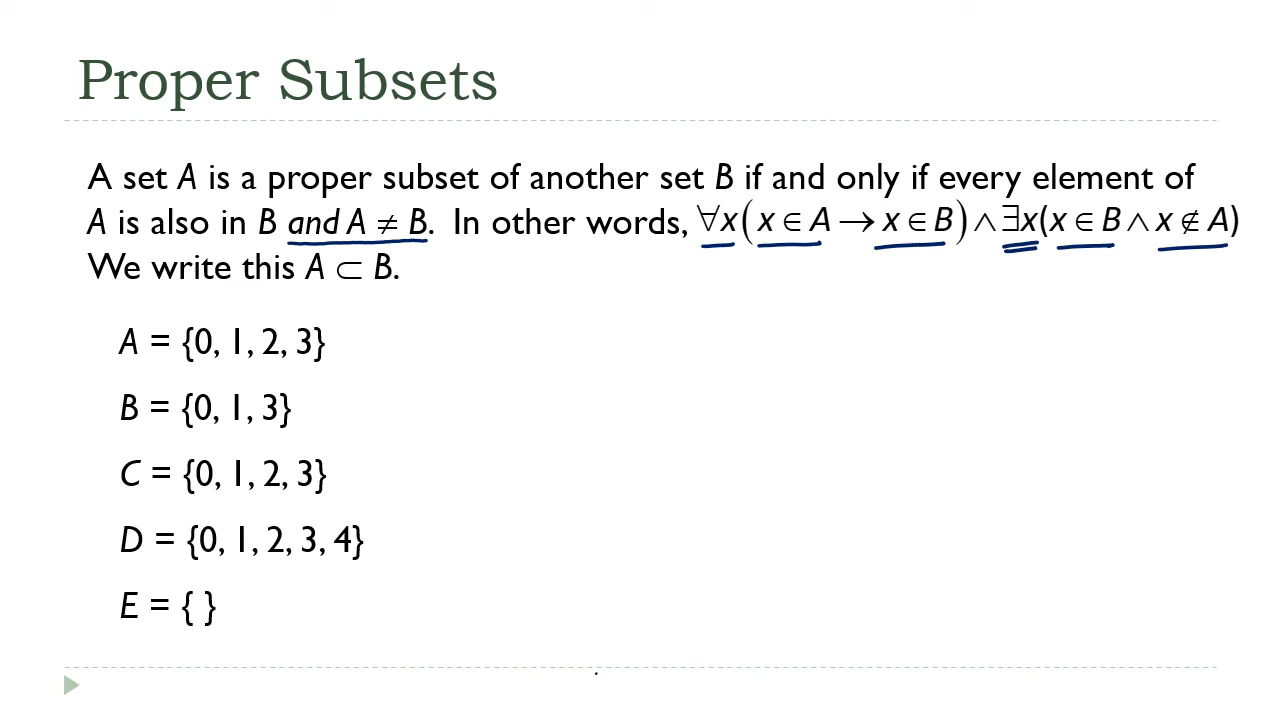 Proper Subsets
A set A is a proper subset of another set B if and only if every element of
A is also in B and A ≠ B. In other words, ∀x(x ∈ A → x ∈ B) ∧ ∃x(x ∈ B ∧ x ∉ A)
We write this A ⊂ B.
A = {0, 1, 2, 3}
B = {0, 1, 3}
C = {0, 1, 2, 3}
D = {0, 1, 2, 3, 4}
E = { }